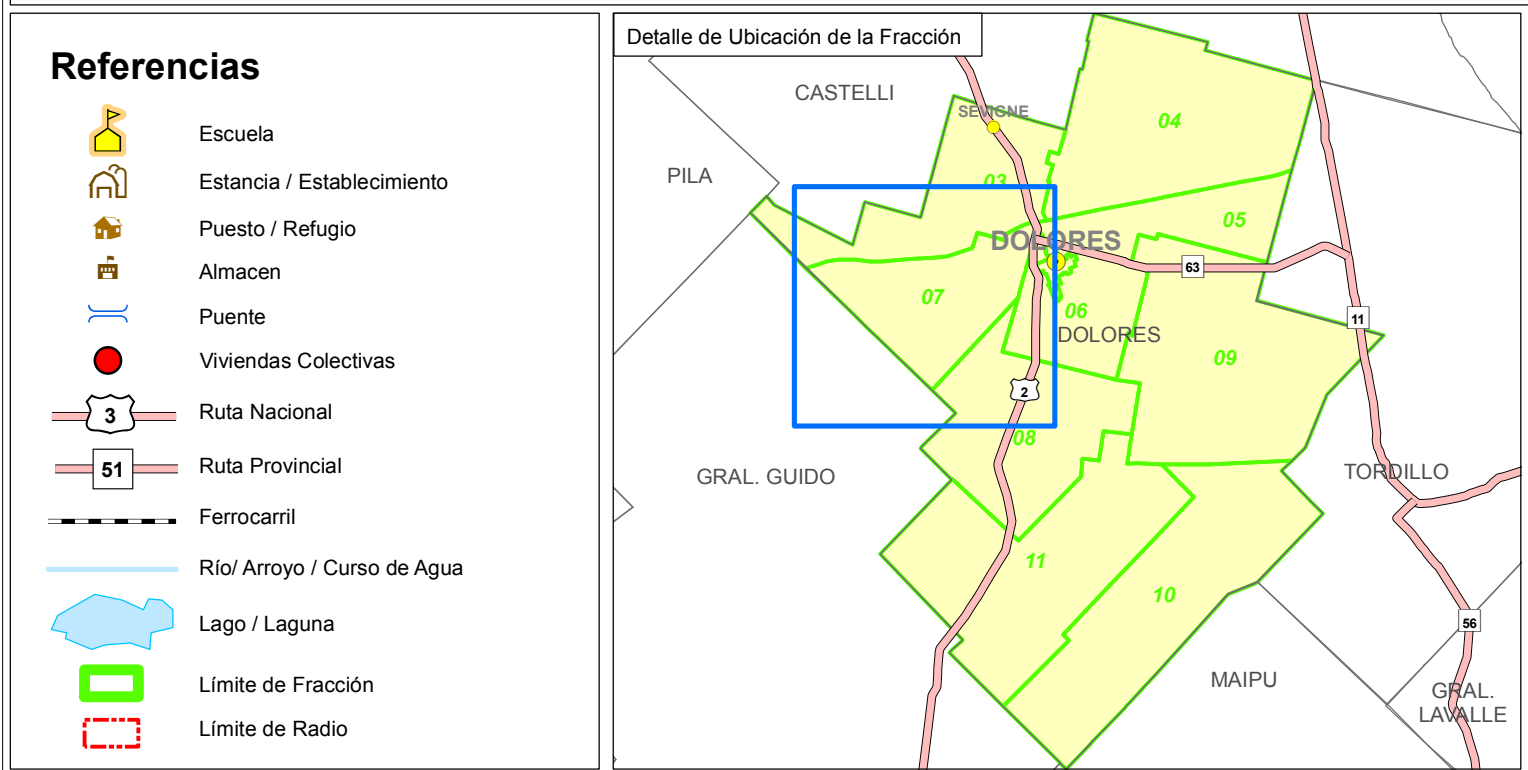 Referencias
Escuela
Estancia / Establecimiento
Puesto / Refugio
Almacen
Puente
Viviendas Colectivas
3
Ruta Nacional
51
Ruta Provincial
Ferrocarril
Río/ Arroyo / Curso de Agua
Lago / Laguna
Límite de Fracción
Límite de Radio
Detalle de Ubicación de la Fracción
CASTELLI
SEVIGNE
04
PILA
03
05
DOLORES
63
07
06
11
DOLORES
09
2
08
GRAL. GUIDO
TORDILLO
11
10
56
MAIPU
GRAL.
LAVALLE